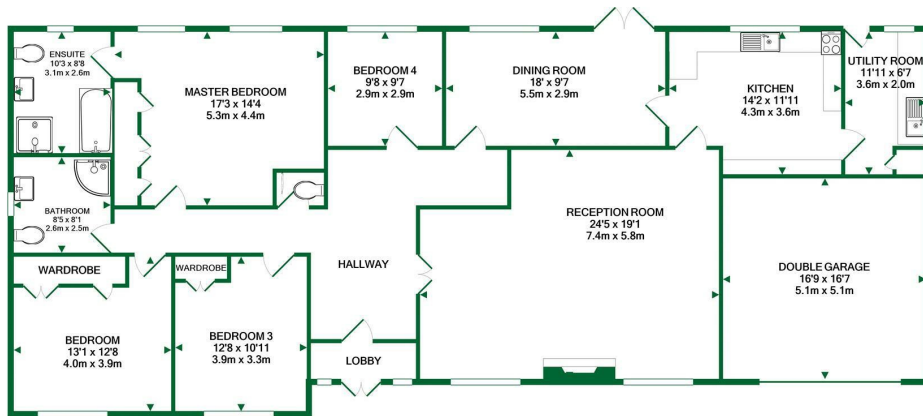 ENSUITE
10'3 x 8'8
3.1m x 2.6m
MASTER BEDROOM
17'3 x 14'4
5.3m x 4.4m
BEDROOM 4
9'8 x 9'7
2.9m x 2.9m
DINING ROOM
18' x 9'7
5.5m x 2.9m
KITCHEN
14'2 x 11'11
4.3m x 3.6m
UTILITY ROOM
11'11 x 6'7
3.6m x 2.0m
BATHROOM
8'5 x 8'1
2.6m x 2.5m
RECEPTION ROOM
24'5 x 19'1
7.4m x 5.8m
HALLWAY
DOUBLE GARAGE
16'9 x 16'7
5.1m x 5.1m
WARDROBE
WARDROBE
BEDROOM
13'1 x 12'8
4.0m x 3.9m
BEDROOM 3
12'8 x 10'11
3.9m x 3.3m
LOBBY